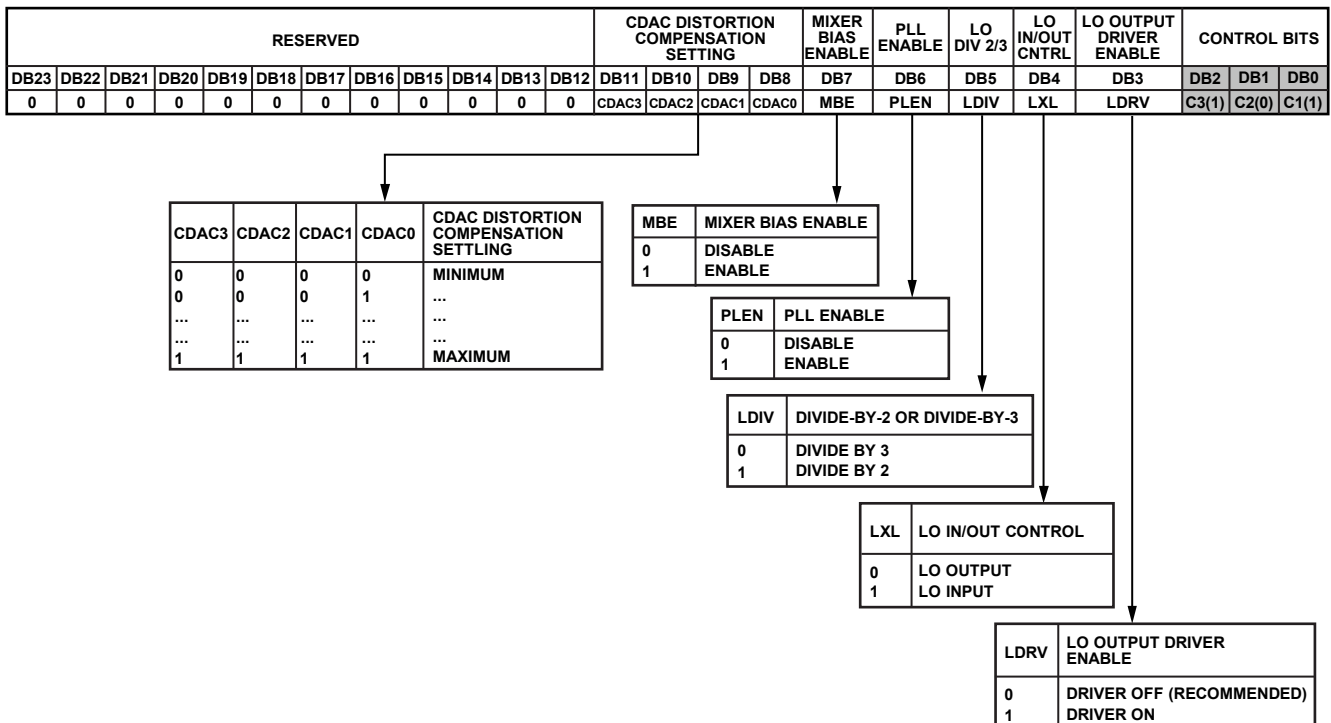 RESERVED
CDAC DISTORTION
COMPENSATION
SETTING
MIXER
BIAS
ENABLE
PLL
ENABLE
LO
DIV 2/3
LO
IN/OUT
CNTRL
LO OUTPUT
DRIVER
ENABLE
CONTROL BITS
DB23 DB22 DB21 DB20 DB19 DB18 DB17 DB16 DB15 DB14 DB13 DB12 DB11 DB10 DB9 DB8 DB7 DB6 DB5 DB4 DB3 DB2 DB1 DB0
0 0 0 0 0 0 0 0 0 0 0 0 CDAC3 CDAC2 CDAC1 CDAC0 MBE PLEN LDIV LXL LDRV C3(1) C2(0) C1(1)
CDAC3 CDAC2 CDAC1 CDAC0 CDAC DISTORTION
COMPENSATION
SETTLING
0 0 0 0 MINIMUM
0 0 0 1 ...
... ... ... ... ...
... ... ... ... ...
1 1 1 1 MAXIMUM
MBE MIXER BIAS ENABLE
0 DISABLE
1 ENABLE
PLEN PLL ENABLE
0 DISABLE
1 ENABLE
LDIV DIVIDE-BY-2 OR DIVIDE-BY-3
0 DIVIDE BY 3
1 DIVIDE BY 2
LXL LO IN/OUT CONTROL
0 LO OUTPUT
1 LO INPUT
LDRV LO OUTPUT DRIVER
ENABLE
0 DRIVER OFF (RECOMMENDED)
1 DRIVER ON